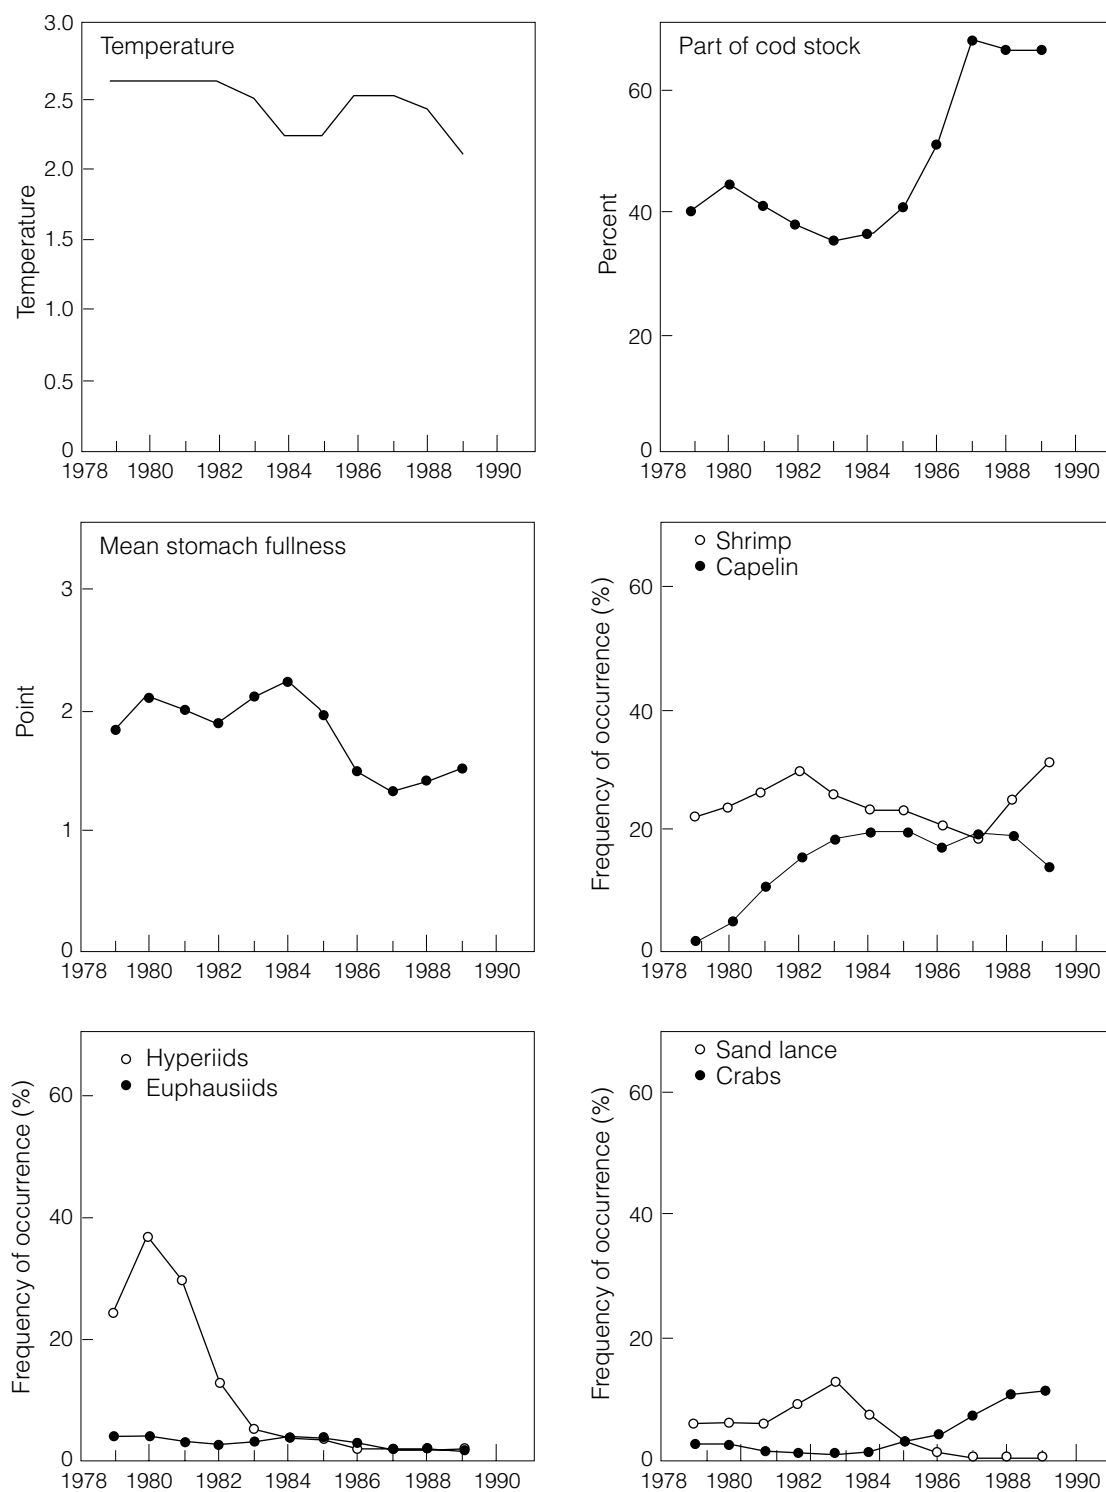 Temperature
Temperature
3.0
2.5
2.0
1.5
1.0
0.5
0
1978 1980 1982 1984 1986 1988 1990
Part of cod stock
Percent
60
40
20
0
1978 1980 1982 1984 1986 1988 1990
Mean stomach fullness
Point
3
2
1
0
1978 1980 1982 1984 1986 1988 1990
Shrimp
Capelin
Frequency of occurrence (%)
60
40
20
0
1978 1980 1982 1984 1986 1988 1990
Hyperiids
Euphausiids
Frequency of occurrence (%)
60
40
20
0
1978 1980 1982 1984 1986 1988 1990
Sand lance
Crabs
Frequency of occurrence (%)
60
40
20
0
1978 1980 1982 1984 1986 1988 1990